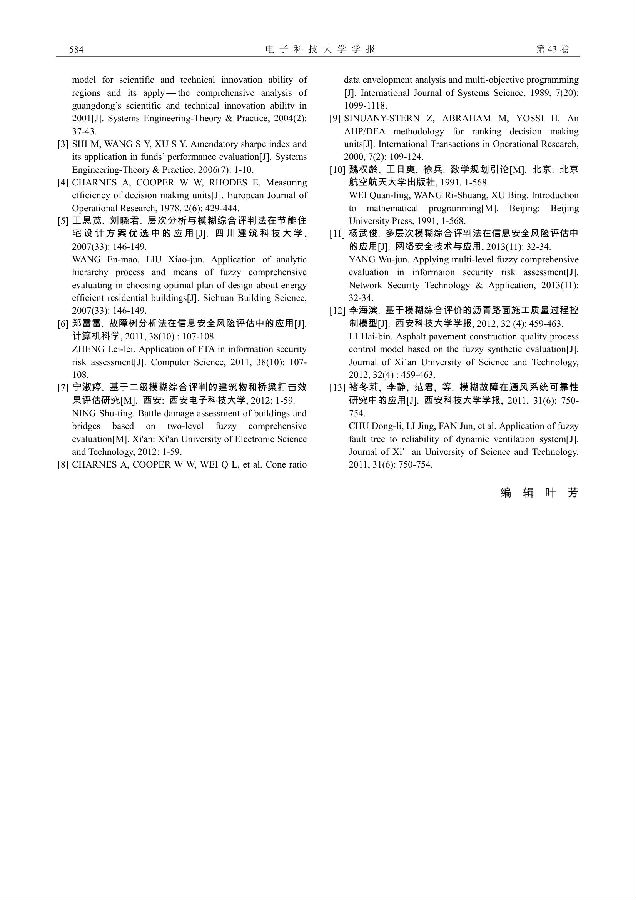 584
电 子 科 技 大 学 学 报
第 43 卷
model for scientific and technical innovation ability of
regions and its apply — the comprehensive analysis of
guangdong's scientific and technical innovation ability in
2001[J]. Systems Engineering-Theory & Practice, 2004(2):
37-43.
[3] SHI M, WANG S Y, XU S Y. Amendatory sharpe index and
its application in funds' performance evaluation[J]. Systems
Engineering-Theory & Practice, 2006(7): 1-10.
[4] CHARNES A, COOPER W W, RHODES E. Measuring
efficiency of decision making units[J]. European Journal of
Operational Research, 1978, 2(6): 429-444.
[5] 王恩茂, 刘晓君. 层次分析与模糊综合评判法在节能住
宅设计方案优选中的应用[J]. 四川建筑科技大学,
2007(33): 146-149.
WANG En-mao, LIU Xiao-jun. Application of analytic
hierarchy process and means of fuzzy comprehensive
evaluating in choosing optimal plan of design about energy
efficient residential buildings[J]. Sichuan Building Science,
2007(33): 146-149.
[6] 郑雷雷. 故障树分析法在信息安全风险评估中的应用[J].
计算机科学, 2011, 38(10) : 107-108.
ZHENG Lei-lei. Application of FTA in information security
risk assessment[J]. Computer Science, 2011, 38(10): 107-
108.
[7] 宁淑婷. 基于二级模糊综合评判的建筑物和桥梁打击效
果评估研究[M]. 西安: 西安电子科技大学, 2012: 1-59.
NING Shu-ting. Battle damage assessment of buildings and
bridges based on two-level fuzzy comprehensive
evaluation[M]. Xi'an: Xi'an University of Electronic Science
and Technology, 2012: 1-59.
[8] CHARNES A, COOPER W W, WEI Q L, et al. Cone ratio
data envelopment analysis and multi-objective programming
[J]. International Journal of Systems Science, 1989, 7(20):
1099-1118.
[9] SINUANY-STERN Z, ABRAHAM M, YOSSI H. An
AHP/DEA methodology for ranking decision making
units[J]. International Transactions in Operational Research,
2000, 7(2): 109-124.
[10] 魏权龄, 王日爽, 徐兵. 数学规划引论[M]. 北京: 北京
航空航天大学出版社, 1991, 1-568.
WEI Quan-ling, WANG Ri-Shuang, XU Bing. Introduction
to mathematical programming[M]. Beijing: Beijing
University Press, 1991, 1-568.
[11] 杨武俊. 多层次模糊综合评判法在信息安全风险评估中
的应用[J]. 网络安全技术与应用, 2013(11): 32-34.
YANG Wu-jun. Applying multi-level fuzzy comprehensive
evaluation in informaion security risk assessment[J].
Network Security Technology & Application, 2013(11):
32-34.
[12] 李海滨. 基于模糊综合评价的沥青路面施工质量过程控
制模型[J]. 西安科技大学学报, 2012, 32 (4): 459-463.
LI Hai-bin. Asphalt pavement construction quality process
control model based on the fuzzy synthetic evaluation[J].
Journal of Xi'an University of Science and Technology,
2012, 32(4) : 459-463.
[13] 褚冬莉, 李静, 范君, 等. 模糊故障在通风系统可靠性
研究中的应用[J]. 西安科技大学学报, 2011, 31(6): 750-
754.
CHU Dong-li, LI Jing, FAN Jun, et al. Application of fuzzy
fault tree to reliability of dynamic ventilation system[J].
Journal of Xi' an University of Science and Technology,
2011, 31(6): 750-754.
编 辑 叶 芳